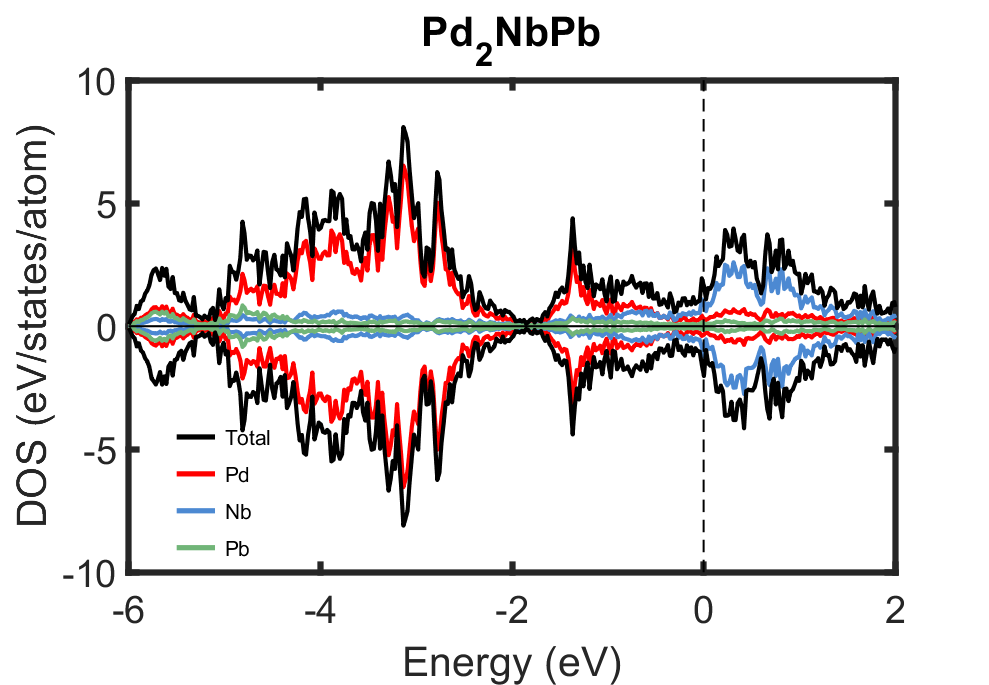 Pd2NbPb
DOS (eV/states/atom)
10
5
0
-5
-10
Total
Pd
Nb
Pb
-6 -4 -2 0 2
Energy (eV)